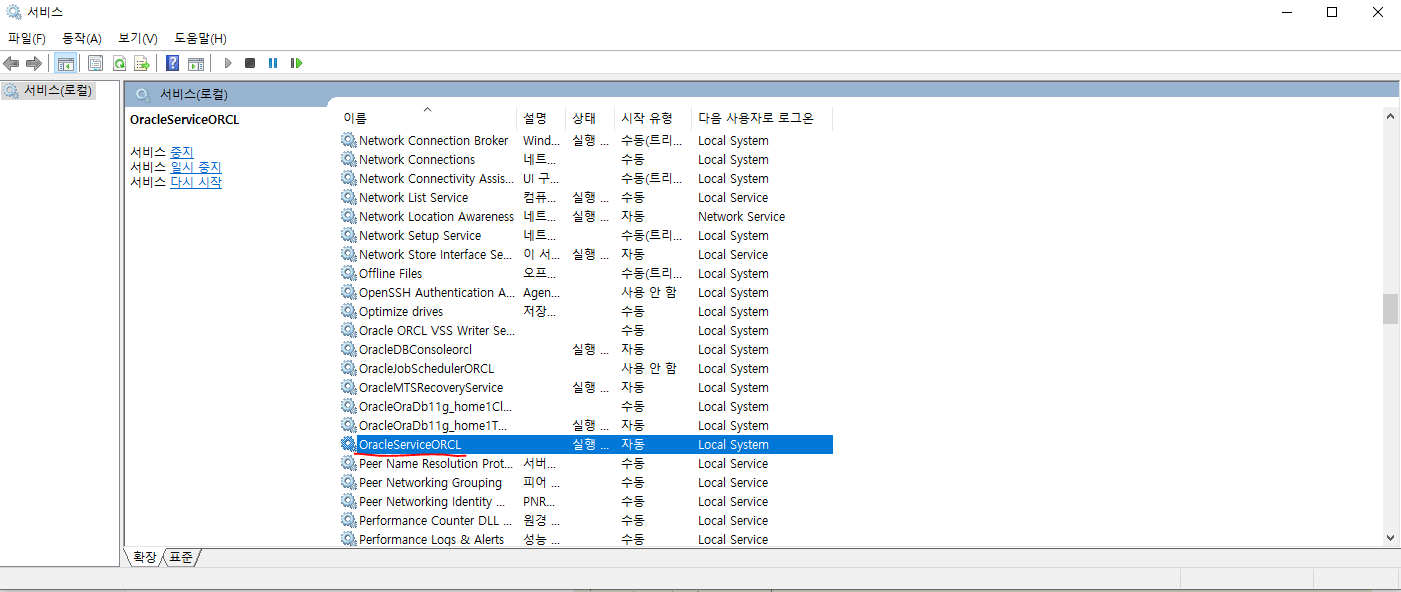 서비스
파일(F) 동작(A) 보기(V) 도움말(H)
서비스(로컬)
서비스(로컬)
OracleServiceORCL
서비스 중지
서비스 일시 중지
서비스 다시 시작
이름 설명 상태 시작 유형 다음 사용자로 로그온
Network Connection Broker Wind... 실행 ... 수동(트리... Local System
Network Connections 네트... 수동 Local System
Network Connectivity Assis... UI 구... 수동(트리... Local System
Network List Service 컴퓨... 실행 ... 수동 Local Service
Network Location Awareness 네트... 실행 ... 자동 Network Service
Network Setup Service 네트... 수동(트리... Local System
Network Store Interface Se... 이 서... 실행 ... 자동 Local Service
Offline Files 오프... 수동(트리... Local System
OpenSSH Authentication A... Agen... 사용 안 함 Local System
Optimize drives 저장... 수동 Local System
Oracle ORCL VSS Writer Se... 수동 Local System
OracleDBConsoleorcl 실행 ... 자동 Local System
OracleJobSchedulerORCL 사용 안 함 Local System
OracleMTSRecoveryService 실행 ... 자동 Local System
OracleOraDb11g_home1Cl... 수동 Local System
OracleOraDb11g_home1T... 실행 ... 자동 Local System
OracleServiceORCL 실행 ... 자동 Local System
Peer Name Resolution Prot... 서버... 수동 Local Service
Peer Networking Grouping 피어 ... 수동 Local Service
Peer Networking Identity ... PNR... 수동 Local Service
Performance Counter DLL ... 원경 ... 수동 Local Service
Performance Logs & Alerts 성능 ... 수동 Local Service
확장 표준